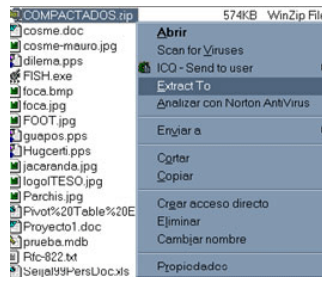 COMPACTADOS.zip 574KB WinZip File
cosme.doc
cosme-mauro.jpg
dilema.pps
FISH.exe
foca.bmp
foca.jpg
FOOT.jpg
guapos.pps
Hugcerti.pps
jacaranda.jpg
logoITESO.jpg
Parchis.jpg
Pivot%20Table%20E
Proyecto1.doc
prueba.mdb
Rfc-822.txt
Seijal99PersDoc.xls
Abrir
Scan for Viruses
ICQ - Send to user
Extract To
Analizar con Norton AntiVirus
Enviar a
Cortar
Copiar
Crear acceso directo
Eliminar
Cambiar nombre
Propiedades